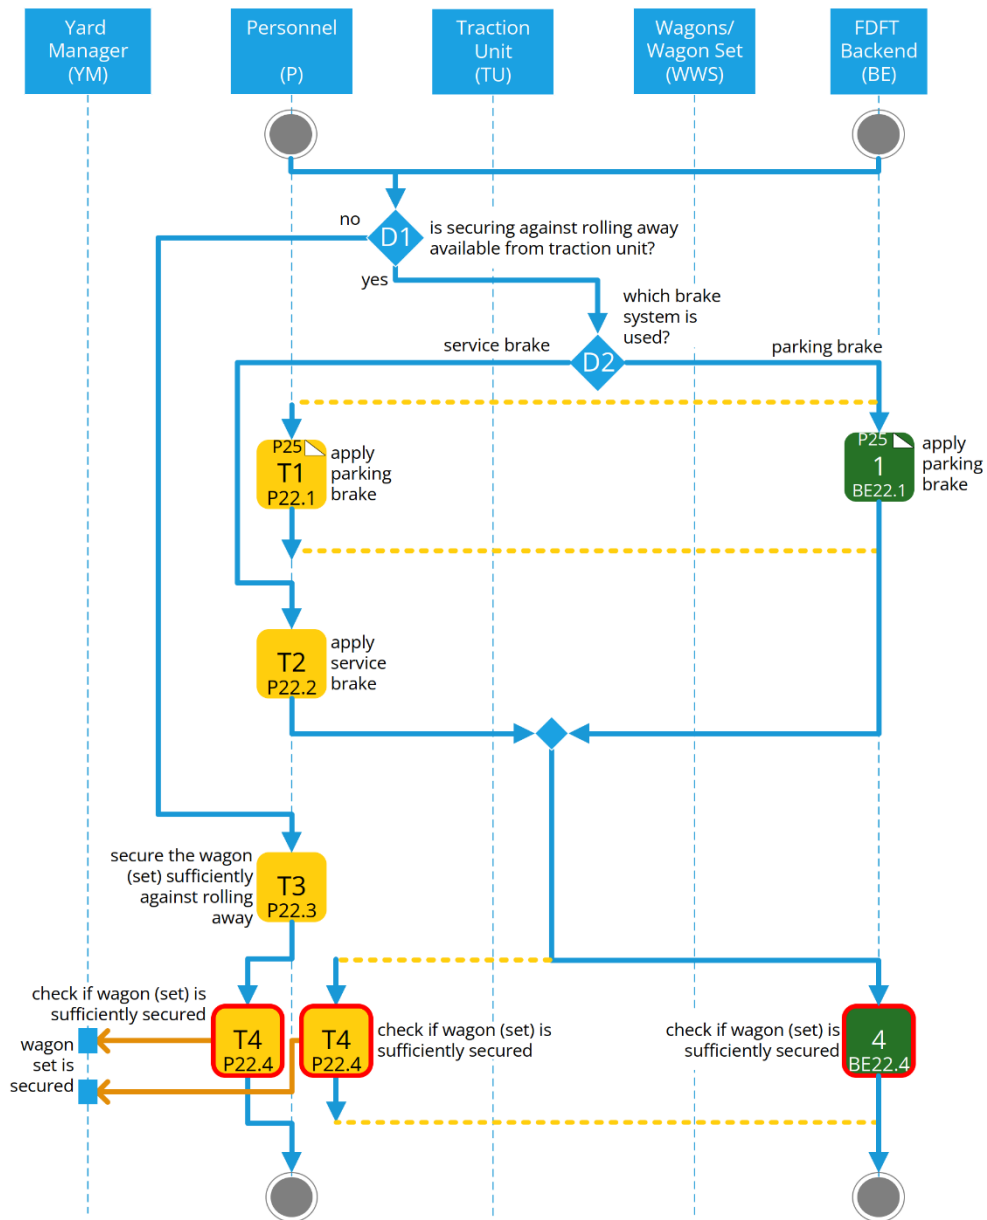 Yard
Manager
(YM)
Personnel
(P)
Traction
Unit
(TU)
Wagons/
Wagon Set
(WWS)
FDFT
Backend
(BE)
no
D1
is securing against rolling away
available from traction unit?
yes
which brake
system is
used?
service brake
D2
parking brake
P25
T1
P22.1
apply
parking
brake
P25
1
BE22.1
apply
parking
brake
T2
P22.2
apply
service
brake
secure the wagon
(set) sufficiently
against rolling
away
T3
P22.3
check if wagon (set) is
sufficiently secured
T4
P22.4
T4
P22.4
check if wagon (set) is
sufficiently secured
check if wagon (set) is
sufficiently secured
4
BE22.4
wagon
set is
secured